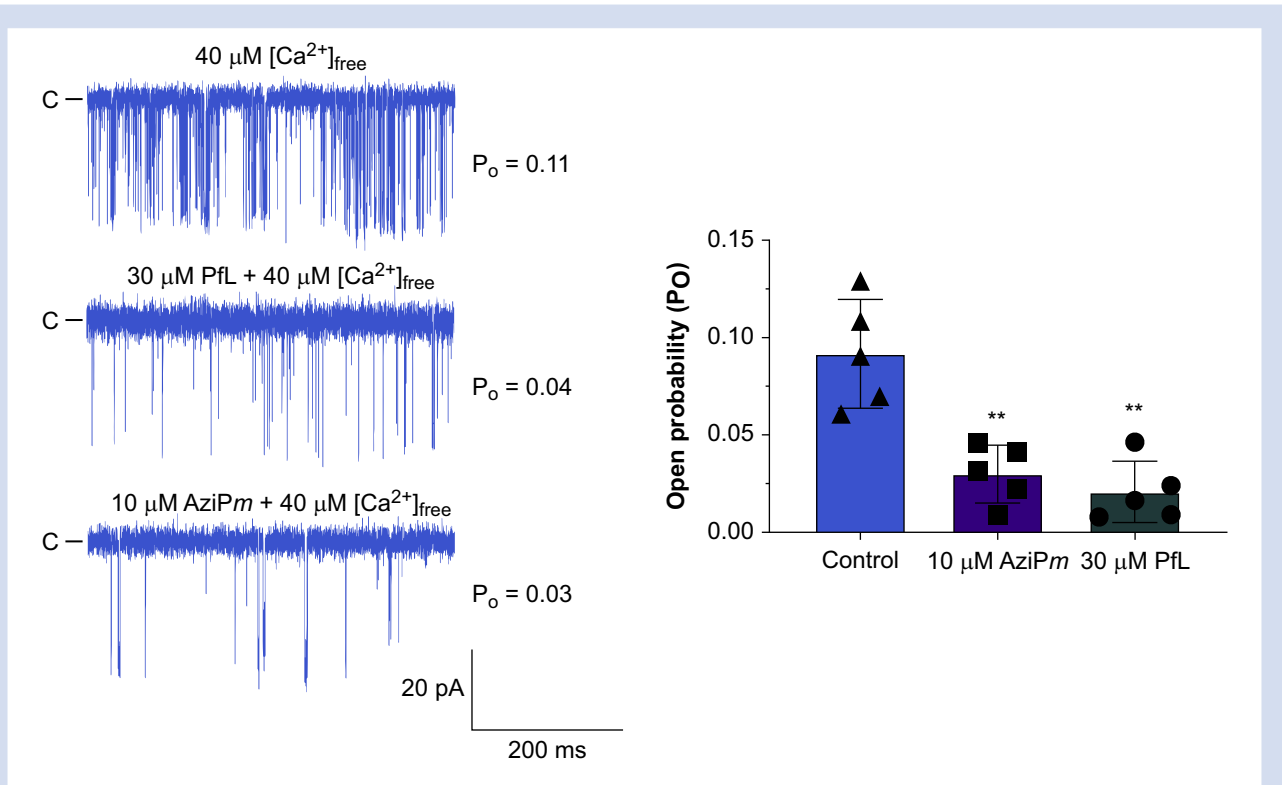 40 μM [Ca²⁺]free
C
Po = 0.11
30 μM PfL + 40 μM [Ca²⁺]free
C
Po = 0.04
10 μM AziPm + 40 μM [Ca²⁺]free
C
Po = 0.03
20 pA
200 ms
Open probability (PO)
0.15
0.10
0.05
0.00
**
**
Control
10 μM AziPm
30 μM PfL